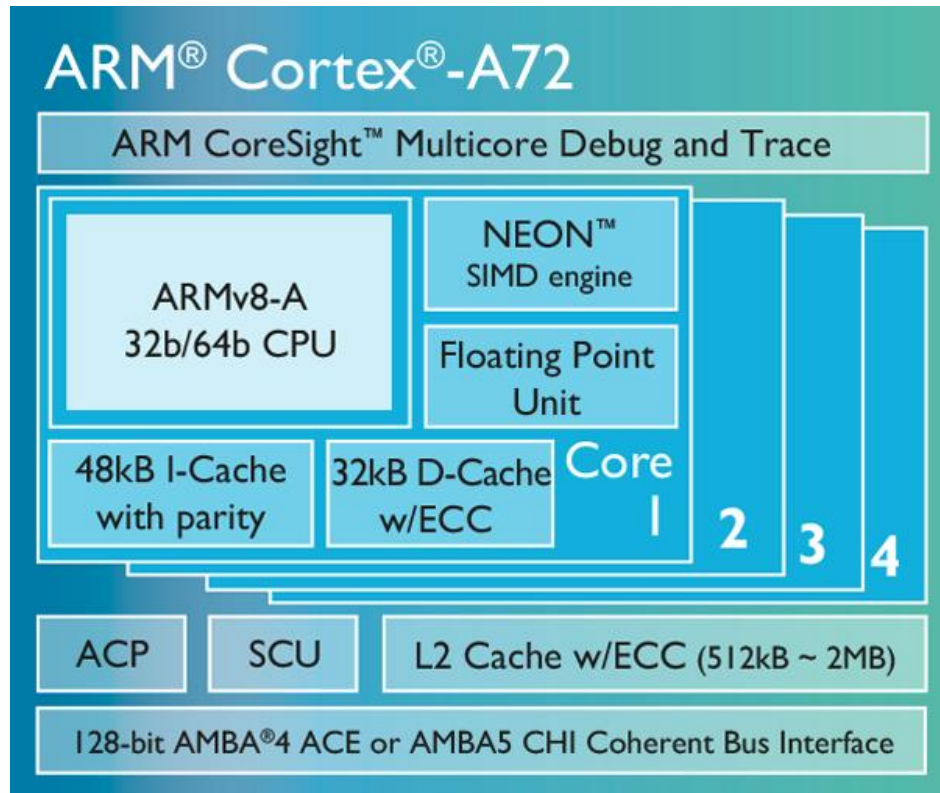 ARM® Cortex®-A72
ARM CoreSight™ Multicore Debug and Trace
ARMv8-A
32b/64b CPU
NEON™
SIMD engine
Floating Point
Unit
48kB I-Cache
with parity
32kB D-Cache
w/ECC
Core
1
2
3
4
ACP
SCU
L2 Cache w/ECC (512kB ~ 2MB)
128-bit AMBA®4 ACE or AMBA5 CHI Coherent Bus Interface